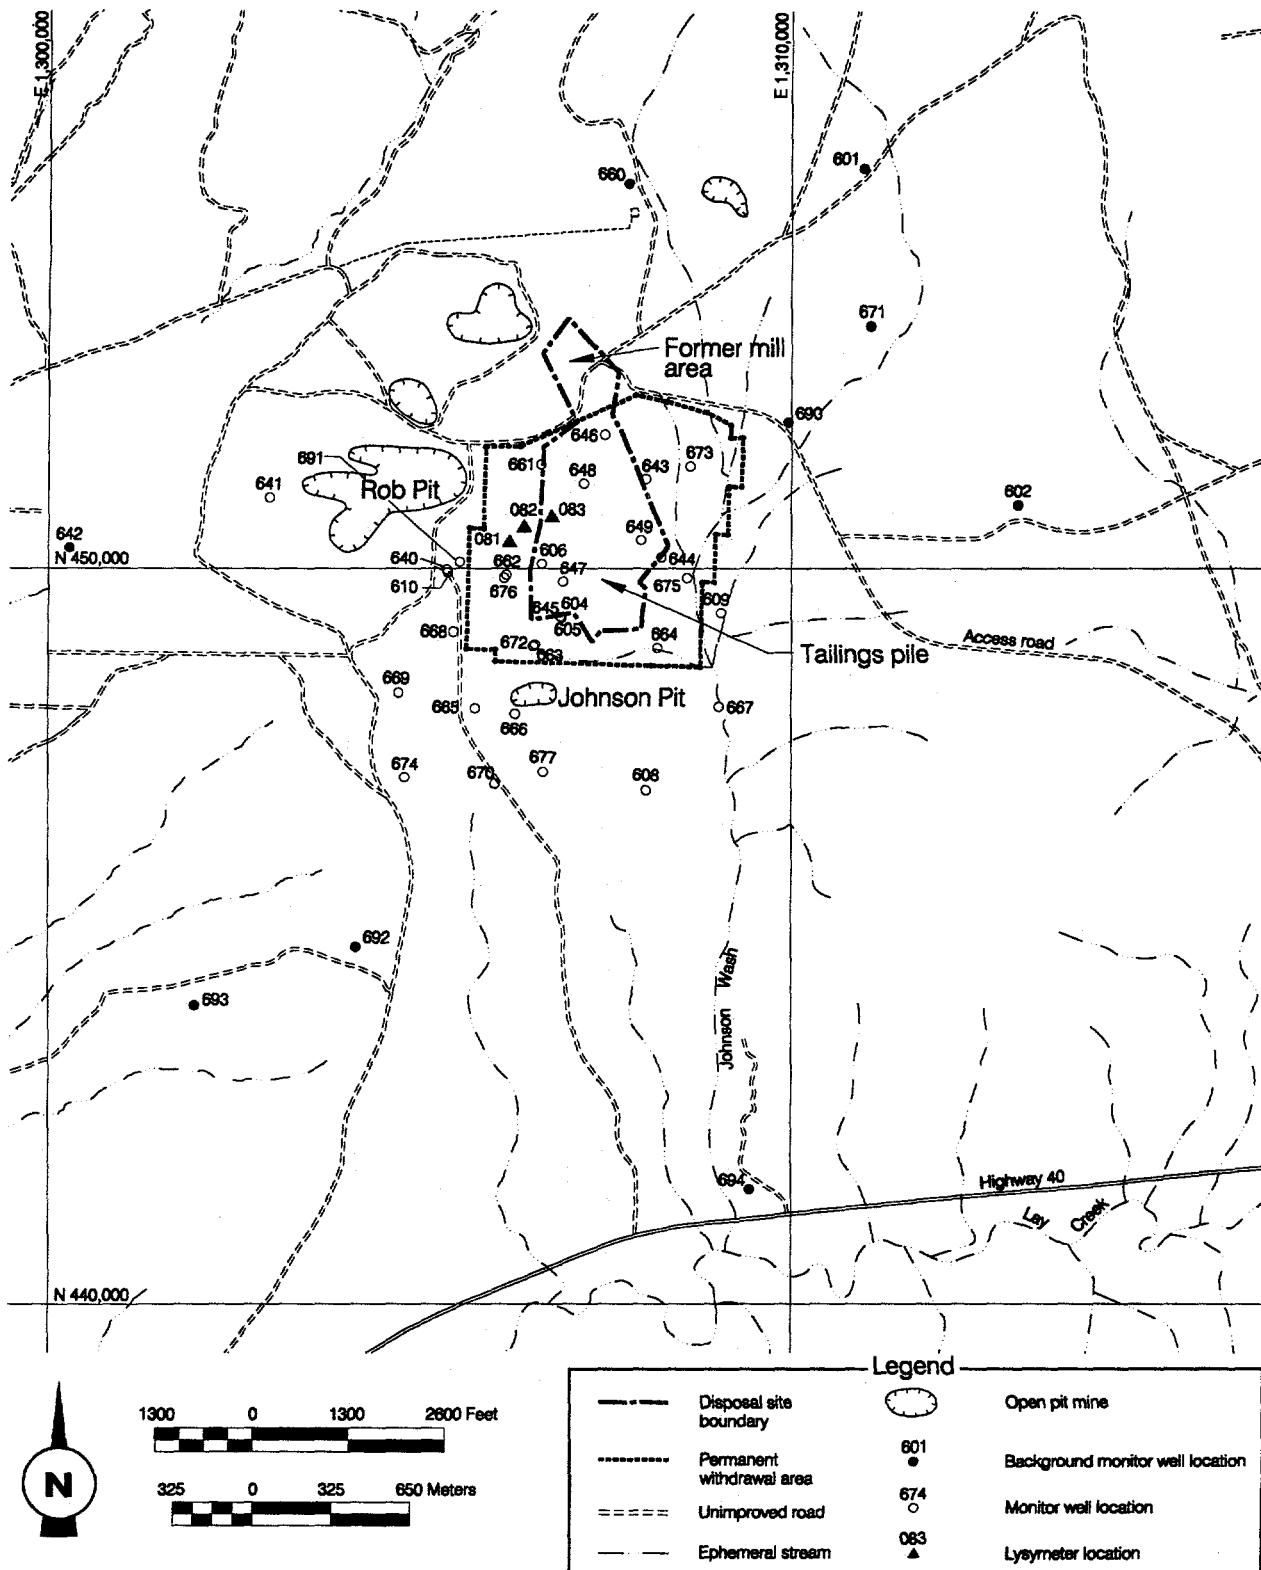 E 1,300,000
E 1,310,000
601
660
671
Former mill
area
690
646
661
673
643
648
691
641
Rob Pit
602
082
083
081
649
642
N 450,000
606
640
662
647
644
610
676
675
604
609
645
605
668
664
672
663
Access road
Tailings pile
669
Johnson Pit
665
666
667
674
670
677
608
692
Johnson Wash
693
694
Highway 40
Lay Creek
N 440,000
Legend
1300 0 1300 2600 Feet
325 0 325 650 Meters
N
Disposal site
boundary
Open pit mine
Permanent
withdrawal area
601
Background monitor well location
Unimproved road
674
Monitor well location
Ephemeral stream
083
Lysymeter location